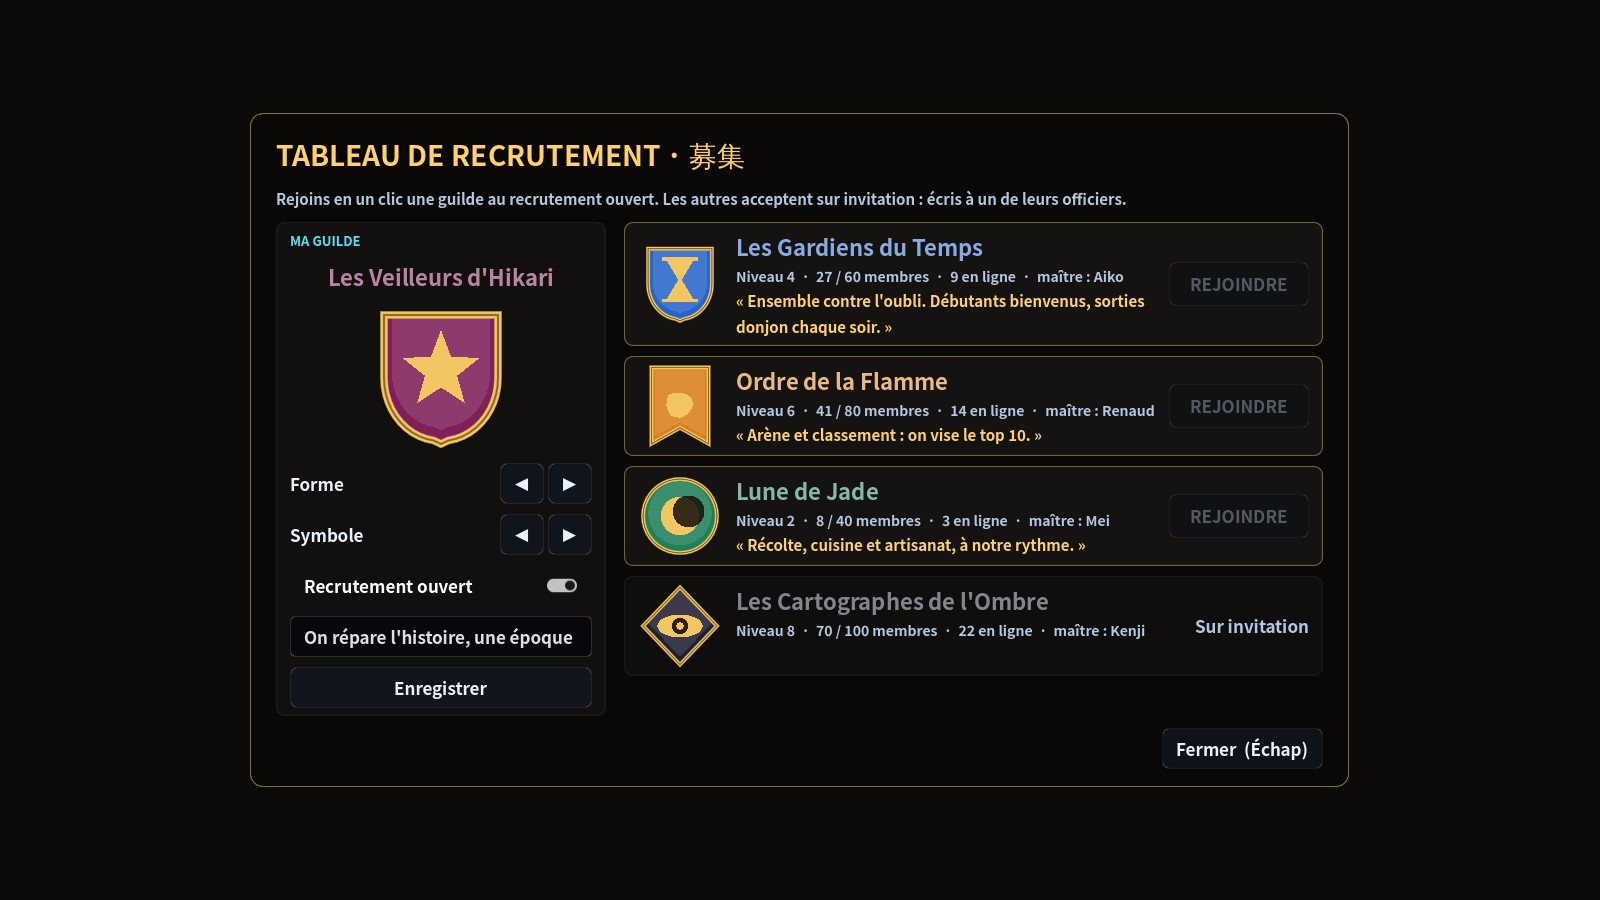 TABLEAU DE RECRUTEMENT · 募集
Rejoins en un clic une guilde au recrutement ouvert. Les autres acceptent sur invitation : écris à un de leurs officiers.
MA GUILDE
Les Veilleurs d'Hikari
Forme ◀ ▶
Symbole ◀ ▶
Recrutement ouvert
On répare l'histoire, une époque
Enregistrer
Les Gardiens du Temps
Niveau 4 · 27 / 60 membres · 9 en ligne · maître : Aiko
« Ensemble contre l'oubli. Débutants bienvenus, sorties
donjon chaque soir. »
REJOINDRE
Ordre de la Flamme
Niveau 6 · 41 / 80 membres · 14 en ligne · maître : Renaud
« Arène et classement : on vise le top 10. »
REJOINDRE
Lune de Jade
Niveau 2 · 8 / 40 membres · 3 en ligne · maître : Mei
« Récolte, cuisine et artisanat, à notre rythme. »
REJOINDRE
Les Cartographes de l'Ombre
Niveau 8 · 70 / 100 membres · 22 en ligne · maître : Kenji
Sur invitation
Fermer (Échap)